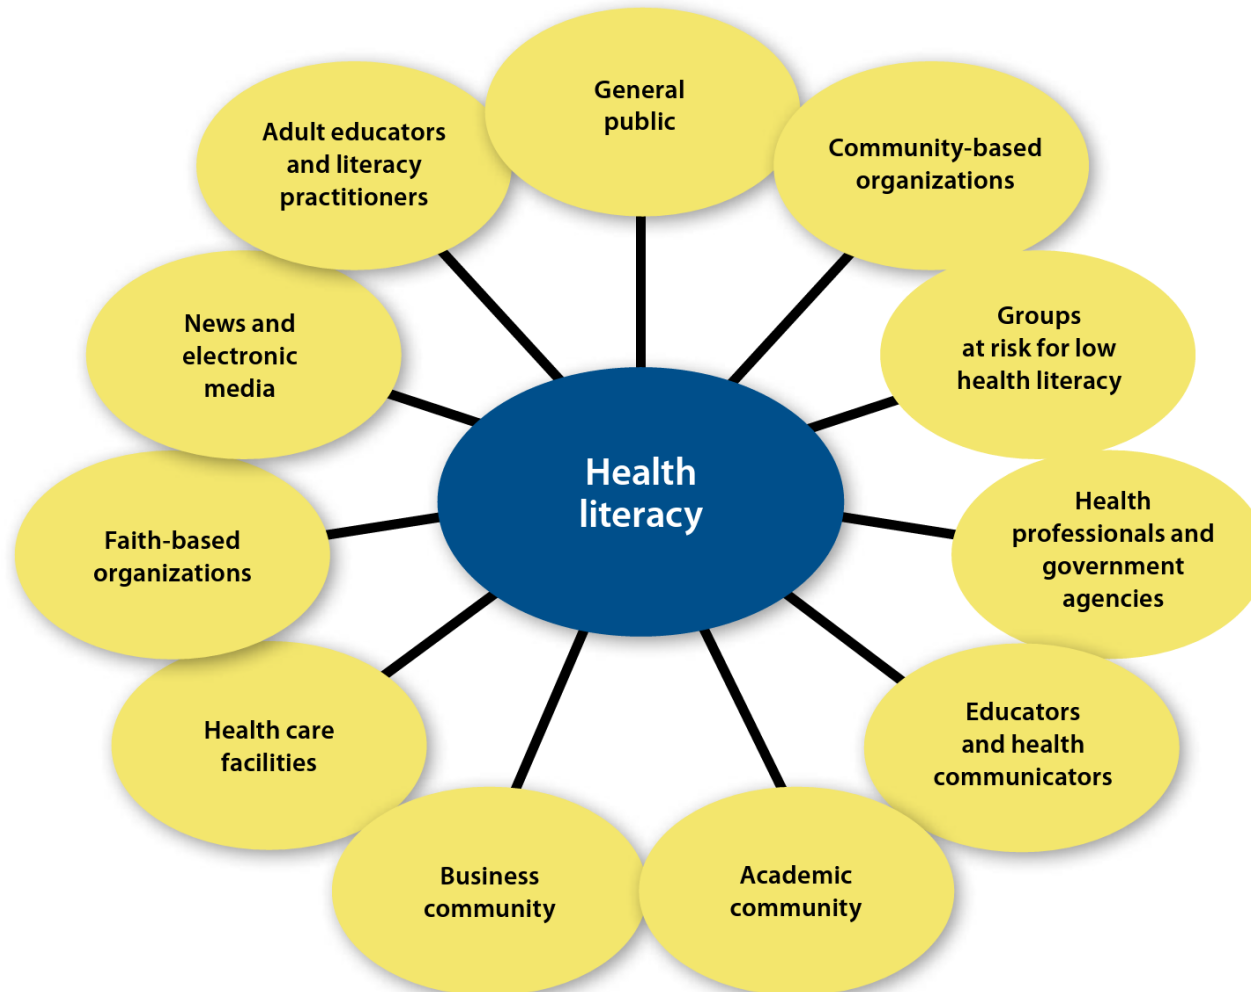 General
public
Community-based
organizations
Groups
at risk for low
health literacy
Health
professionals and
government
agencies
Educators
and health
communicators
Academic
community
Business
community
Health care
facilities
Faith-based
organizations
News and
electronic
media
Adult educators
and literacy
practitioners
Health
literacy